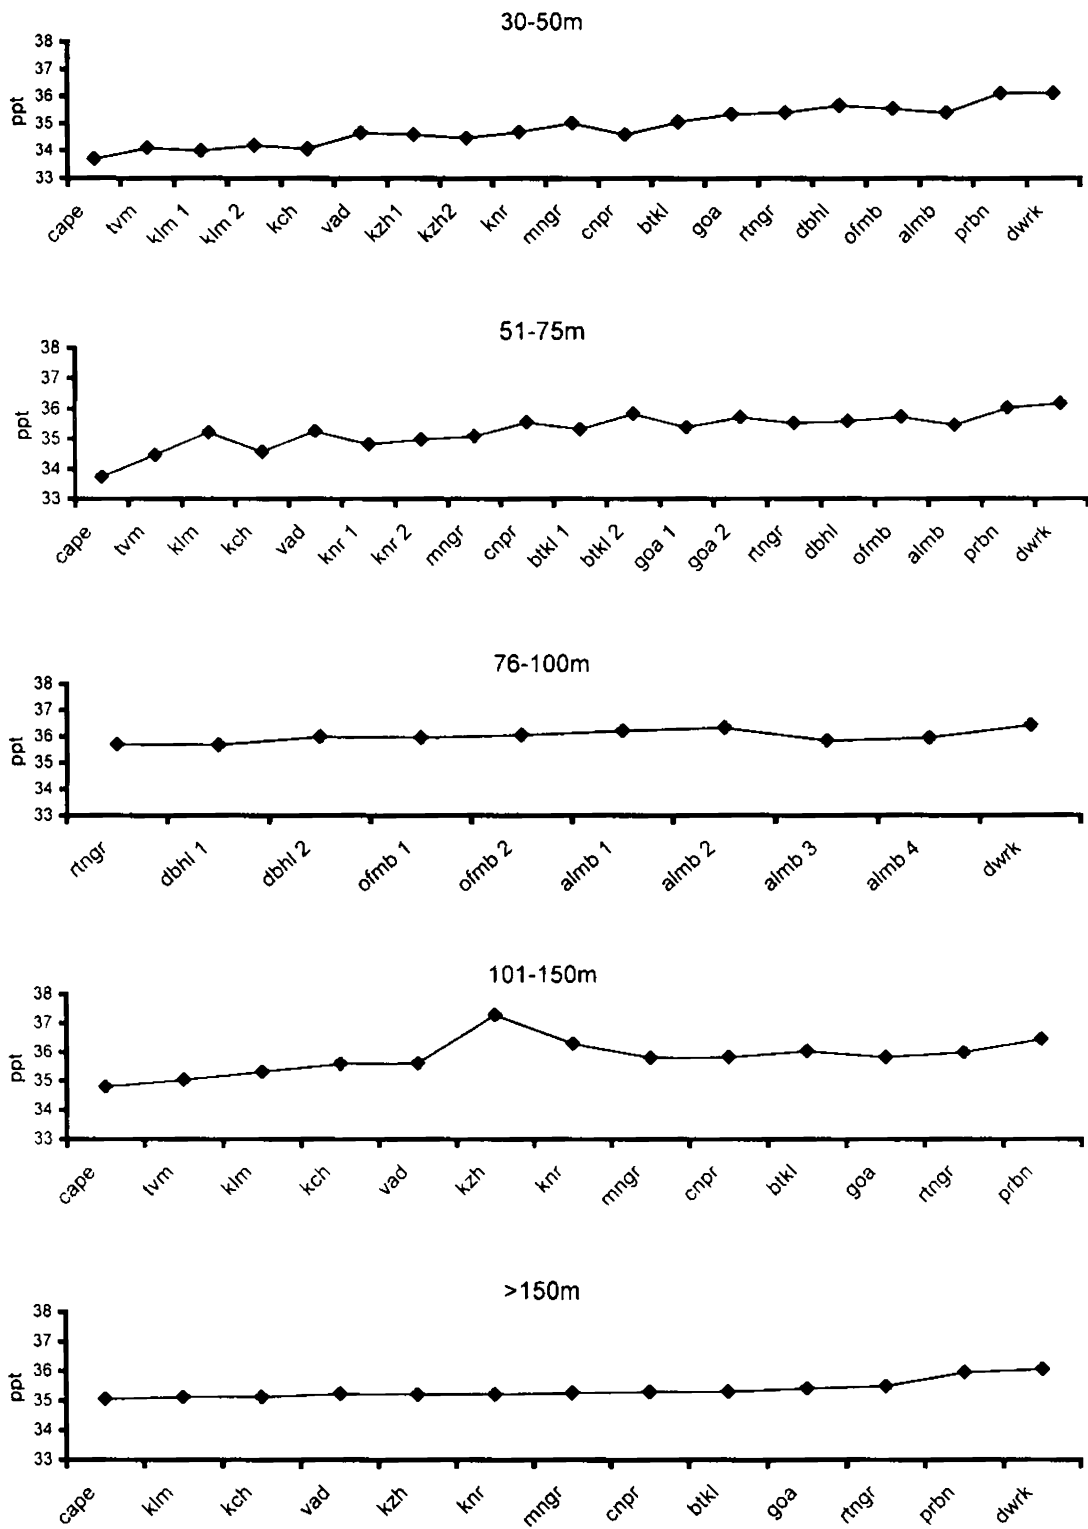 30-50m
38
37
36
35
34
33
ppt
cape tvm klm 1 klm 2 kch vad kzh1 kzh2 knr mngr cnpr btkl goa rtngr dbhl ofmb almb prbn dwrk
51-75m
38
37
36
35
34
33
ppt
cape tvm klm kch vad knr 1 knr 2 mngr cnpr btkl 1 btkl 2 goa 1 goa 2 rtngr dbhl ofmb almb prbn dwrk
76-100m
38
37
36
35
34
33
ppt
rtngr dbhl 1 dbhl 2 ofmb 1 ofmb 2 almb 1 almb 2 almb 3 almb 4 dwrk
101-150m
38
37
36
35
34
33
ppt
cape tvm klm kch vad kzh knr mngr cnpr btkl goa rtngr prbn
>150m
38
37
36
35
34
33
ppt
cape klm kch vad kzh knr mngr cnpr btkl goa rtngr prbn dwrk